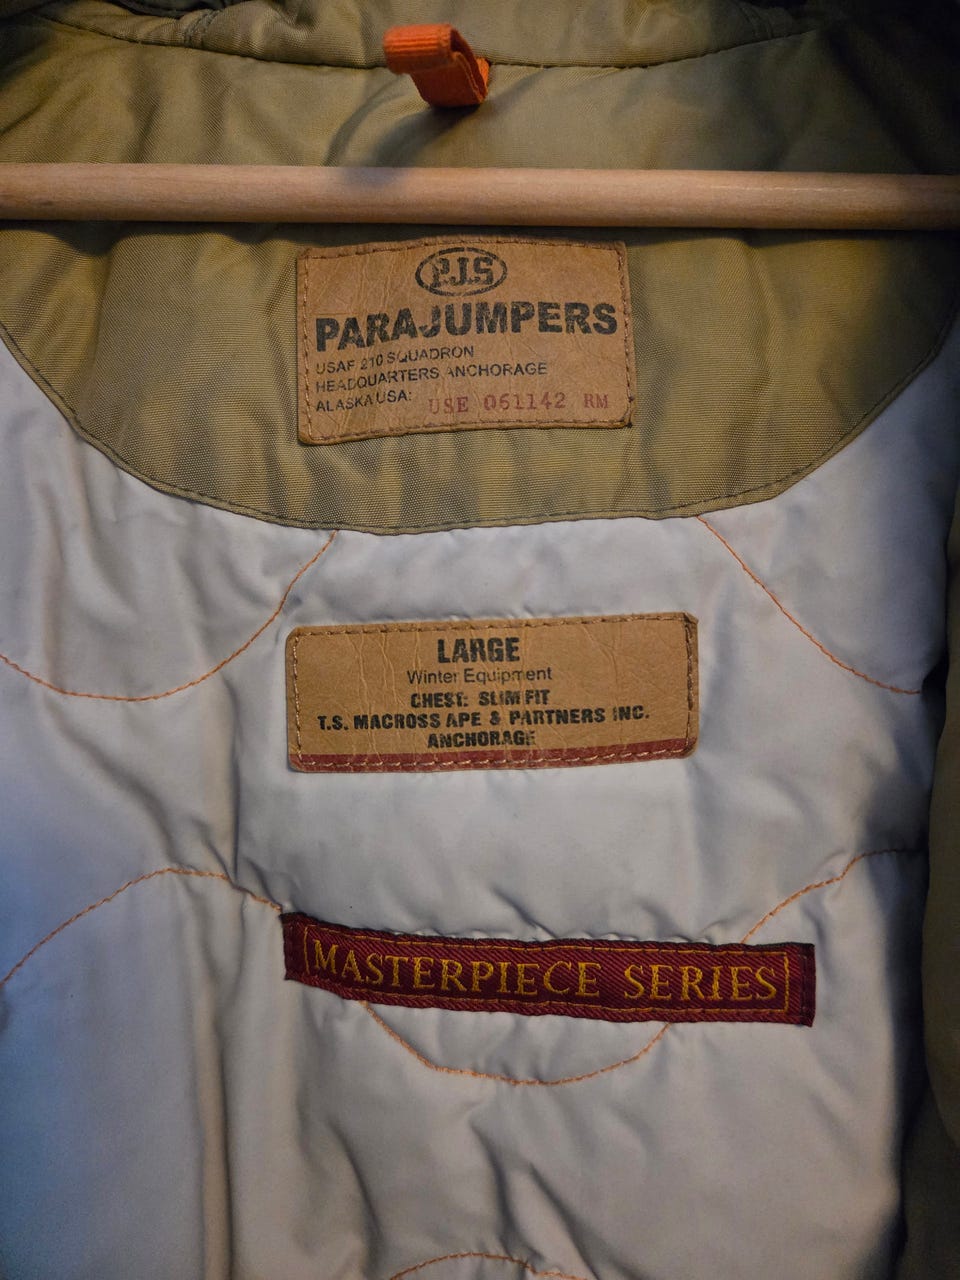 P.J.S
PARAJUMPERS
USAF 210 SQUADRON
HEADQUARTERS ANCHORAGE
ALASKA USA: USE 061142 RM
LARGE
Winter Equipment
CHEST: SLIM FIT
T.S. MACROSS APE & PARTNERS INC.
ANCHORAGE
MASTERPIECE SERIES